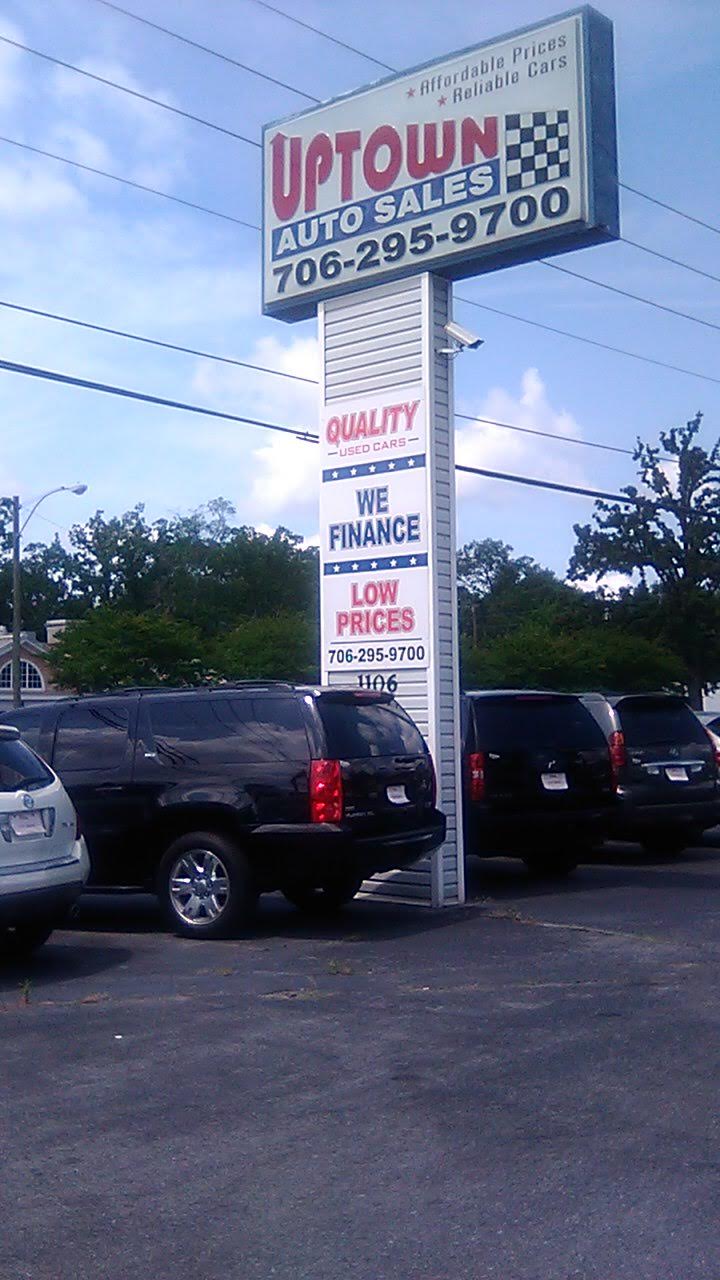 ★Affordable Prices
★Reliable Cars
UPTOWN
AUTO SALES
706-295-9700
QUALITY
USED CARS
WE
FINANCE
LOW
PRICES
706-295-9700
1106